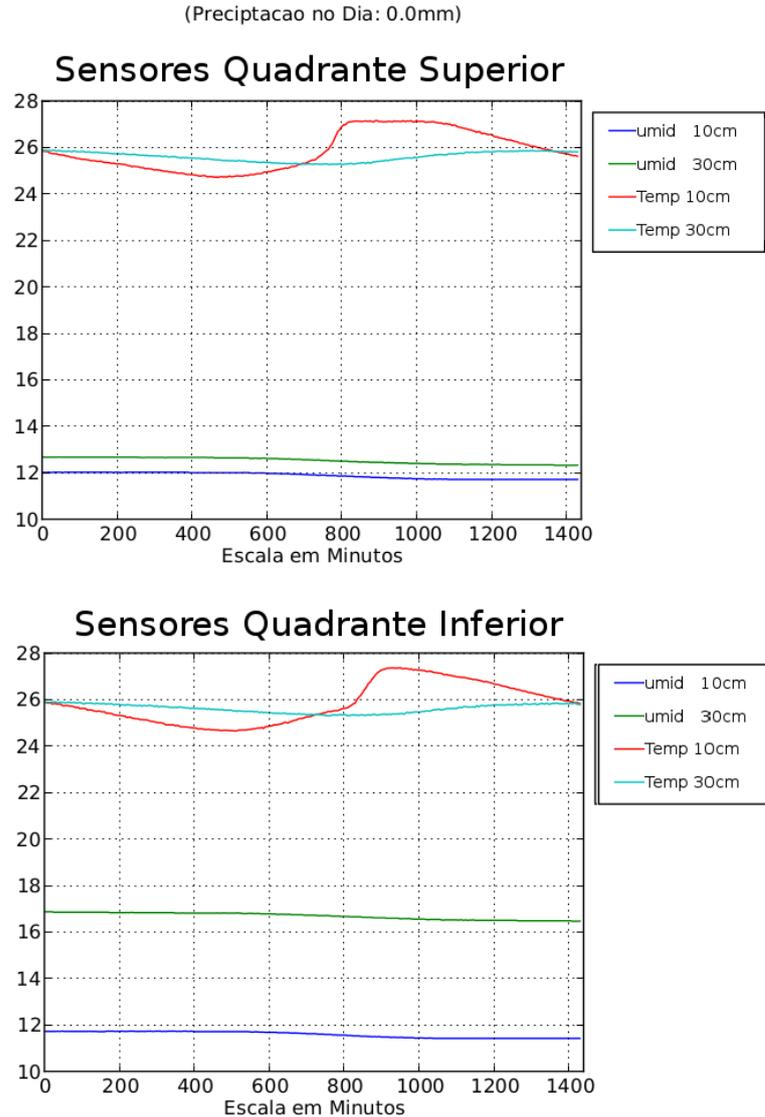 (Preciptacao no Dia: 0.0mm)
Sensores Quadrante Superior
28
26
24
22
20
18
16
14
12
10
0 200 400 600 800 1000 1200 1400
Escala em Minutos
umid 10cm
umid 30cm
Temp 10cm
Temp 30cm
Sensores Quadrante Inferior
28
26
24
22
20
18
16
14
12
10
0 200 400 600 800 1000 1200 1400
Escala em Minutos
umid 10cm
umid 30cm
Temp 10cm
Temp 30cm